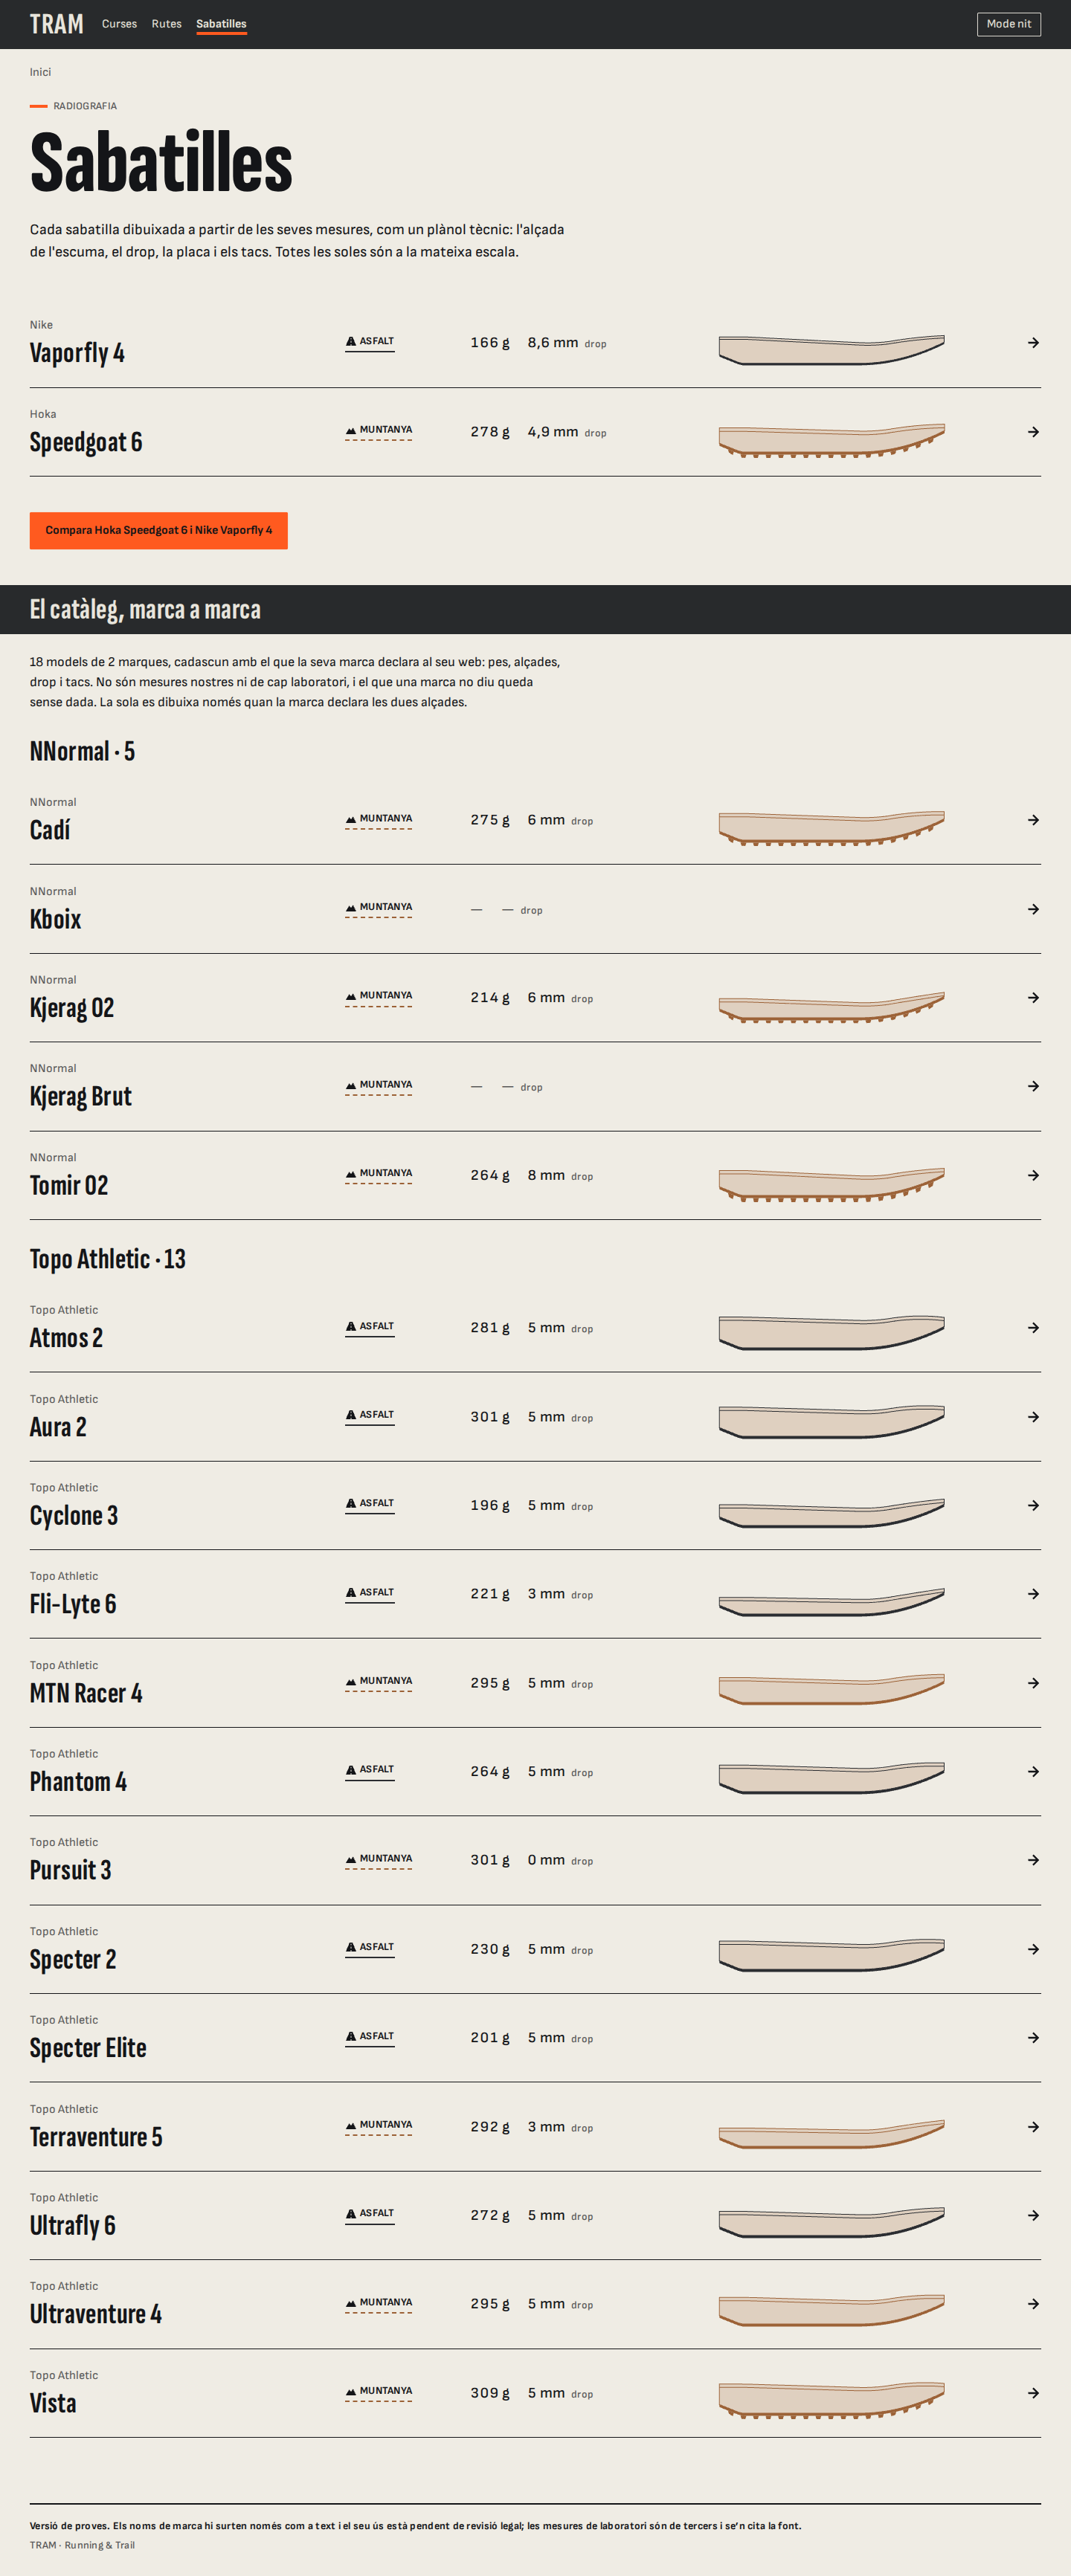 TRAM Curses Rutes Sabatilles Mode nit
Inici
RADIOGRAFIA
Sabatilles
Cada sabatilla dibuixada a partir de les seves mesures, com un plànol tècnic: l'alçada
de l'escuma, el drop, la placa i els tacs. Totes les soles són a la mateixa escala.
Nike
Vaporfly 4
ASFALT
166 g 8,6 mm drop
Hoka
Speedgoat 6
MUNTANYA
278 g 4,9 mm drop
Compara Hoka Speedgoat 6 i Nike Vaporfly 4
El catàleg, marca a marca
18 models de 2 marques, cadascun amb el que la seva marca declara al seu web: pes, alçades,
drop i tacs. No són mesures nostres ni de cap laboratori, i el que una marca no diu queda
sense dada. La sola es dibuixa només quan la marca declara les dues alçades.
NNormal · 5
NNormal
Cadí
MUNTANYA
275 g 6 mm drop
NNormal
Kboix
MUNTANYA
— — drop
NNormal
Kjerag 02
MUNTANYA
214 g 6 mm drop
NNormal
Kjerag Brut
MUNTANYA
— — drop
NNormal
Tomir 02
MUNTANYA
264 g 8 mm drop
Topo Athletic · 13
Topo Athletic
Atmos 2
ASFALT
281 g 5 mm drop
Topo Athletic
Aura 2
ASFALT
301 g 5 mm drop
Topo Athletic
Cyclone 3
ASFALT
196 g 5 mm drop
Topo Athletic
Fli-Lyte 6
ASFALT
221 g 3 mm drop
Topo Athletic
MTN Racer 4
MUNTANYA
295 g 5 mm drop
Topo Athletic
Phantom 4
ASFALT
264 g 5 mm drop
Topo Athletic
Pursuit 3
MUNTANYA
301 g 0 mm drop
Topo Athletic
Specter 2
ASFALT
230 g 5 mm drop
Topo Athletic
Specter Elite
ASFALT
201 g 5 mm drop
Topo Athletic
Terraventure 5
MUNTANYA
292 g 3 mm drop
Topo Athletic
Ultrafly 6
ASFALT
272 g 5 mm drop
Topo Athletic
Ultraventure 4
MUNTANYA
295 g 5 mm drop
Topo Athletic
Vista
MUNTANYA
309 g 5 mm drop
Versió de proves. Els noms de marca hi surten només com a text i el seu ús està pendent de revisió legal; les mesures de laboratori són de tercers i se'n cita la font.
TRAM · Running & Trail